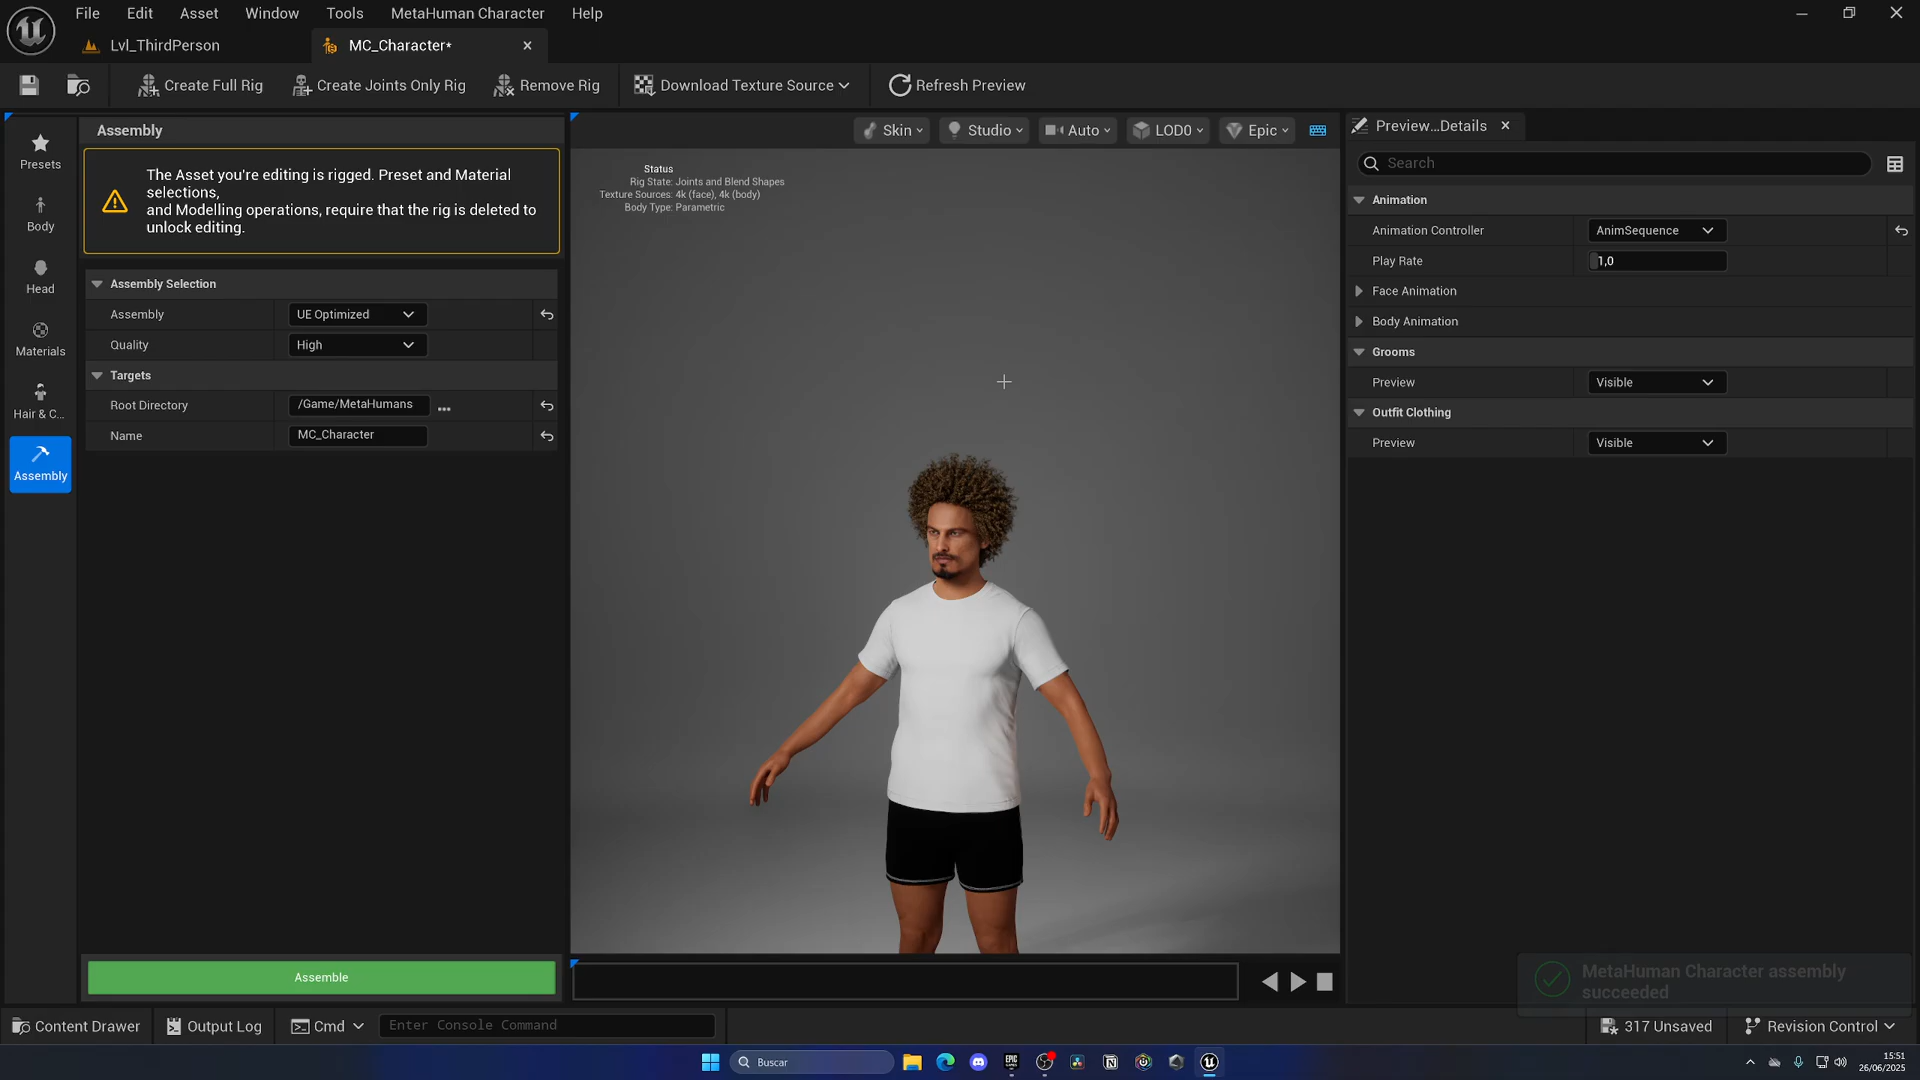 File Edit Asset Window Tools MetaHuman Character Help
Lvl_ThirdPerson
MC_Character*
Create Full Rig
Create Joints Only Rig
Remove Rig
Download Texture Source
Refresh Preview
Presets
Body
Head
Materials
Hair & C...
Assembly
Assembly
The Asset you're editing is rigged. Preset and Material
selections,
and Modelling operations, require that the rig is deleted to
unlock editing.
Assembly Selection
Assembly UE Optimized
Quality High
Targets
Root Directory /Game/MetaHumans ...
Name MC_Character
Assemble
Skin
Studio
Auto
LOD0
Epic
Status
Rig State: Joints and Blend Shapes
Texture Sources: 4k (face), 4k (body)
Body Type: Parametric
Preview...Details
Search
Animation
Animation Controller AnimSequence
Play Rate 1,0
Face Animation
Body Animation
Grooms
Preview Visible
Outfit Clothing
Preview Visible
MetaHuman Character assembly
succeeded
Content Drawer
Output Log
Cmd
Enter Console Command
317 Unsaved
Revision Control
Buscar
EPIC
GAMES
15:51
26/06/2025